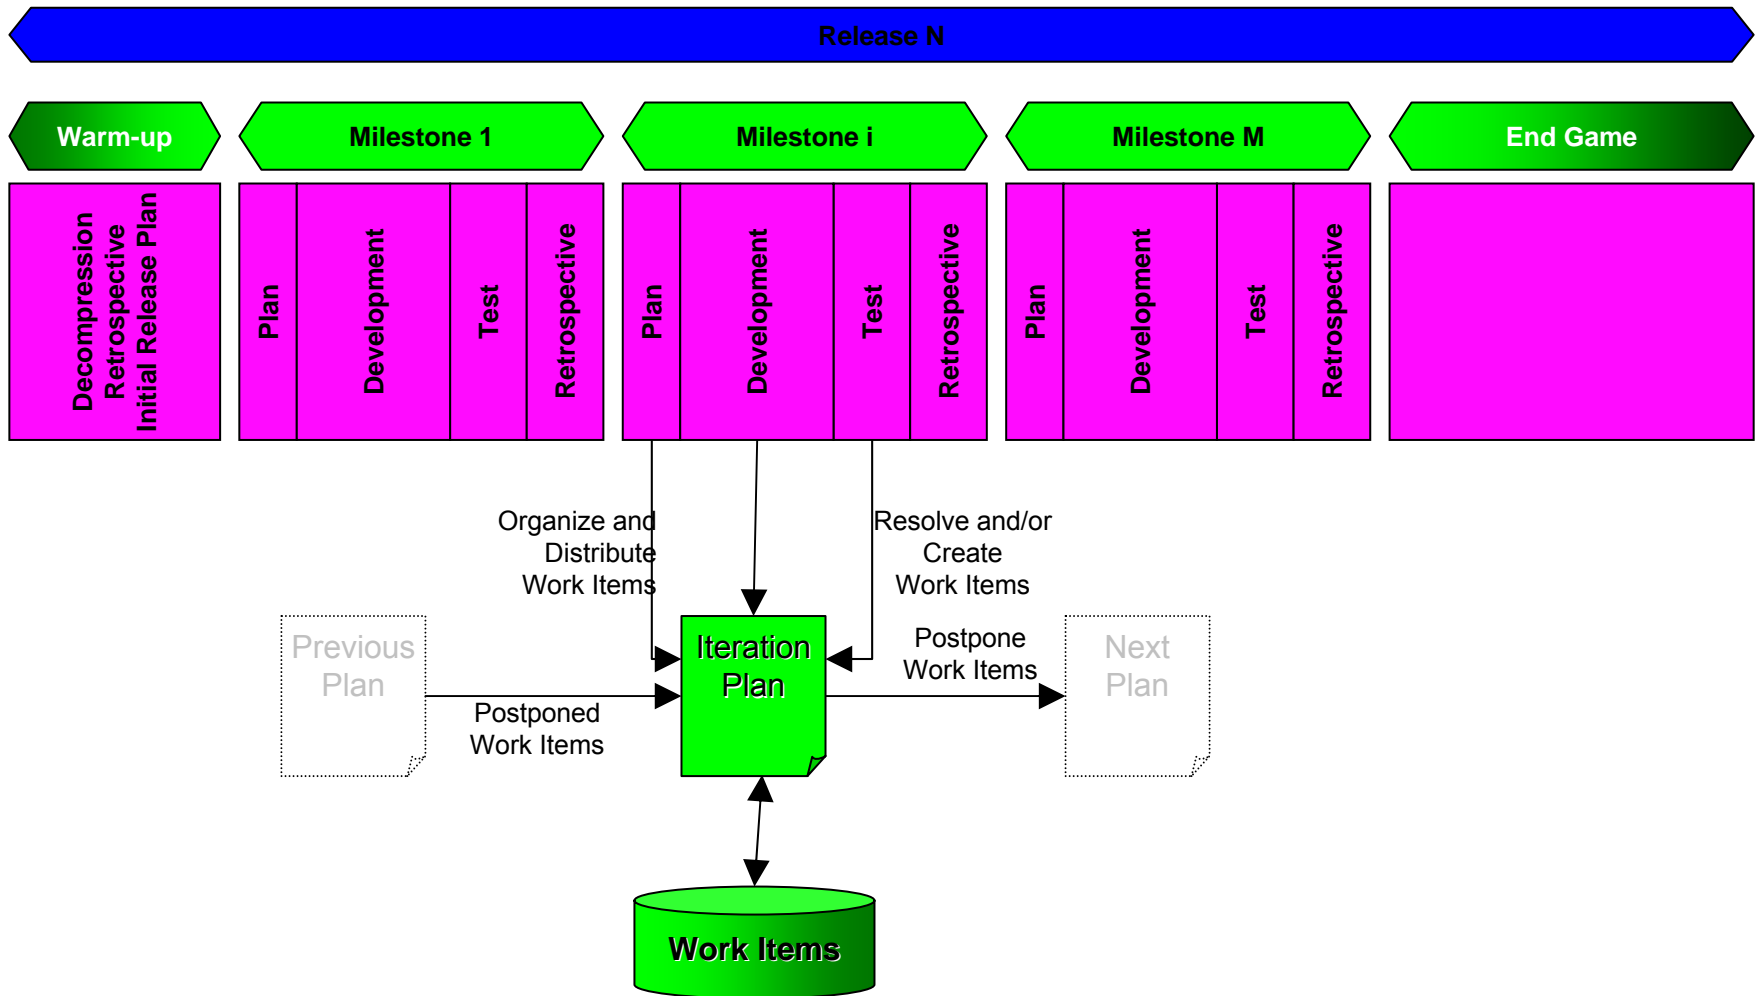 Release N
Warm-up
Milestone 1
Milestone i
Milestone M
End Game
Decompression
Retrospective
Initial Release Plan
Plan
Development
Test
Retrospective
Plan
Development
Test
Retrospective
Plan
Development
Test
Retrospective
Organize and
Distribute
Work Items
Resolve and/or
Create
Work Items
Previous
Plan
Postponed
Work Items
Iteration
Plan
Postpone
Work Items
Next
Plan
Work Items